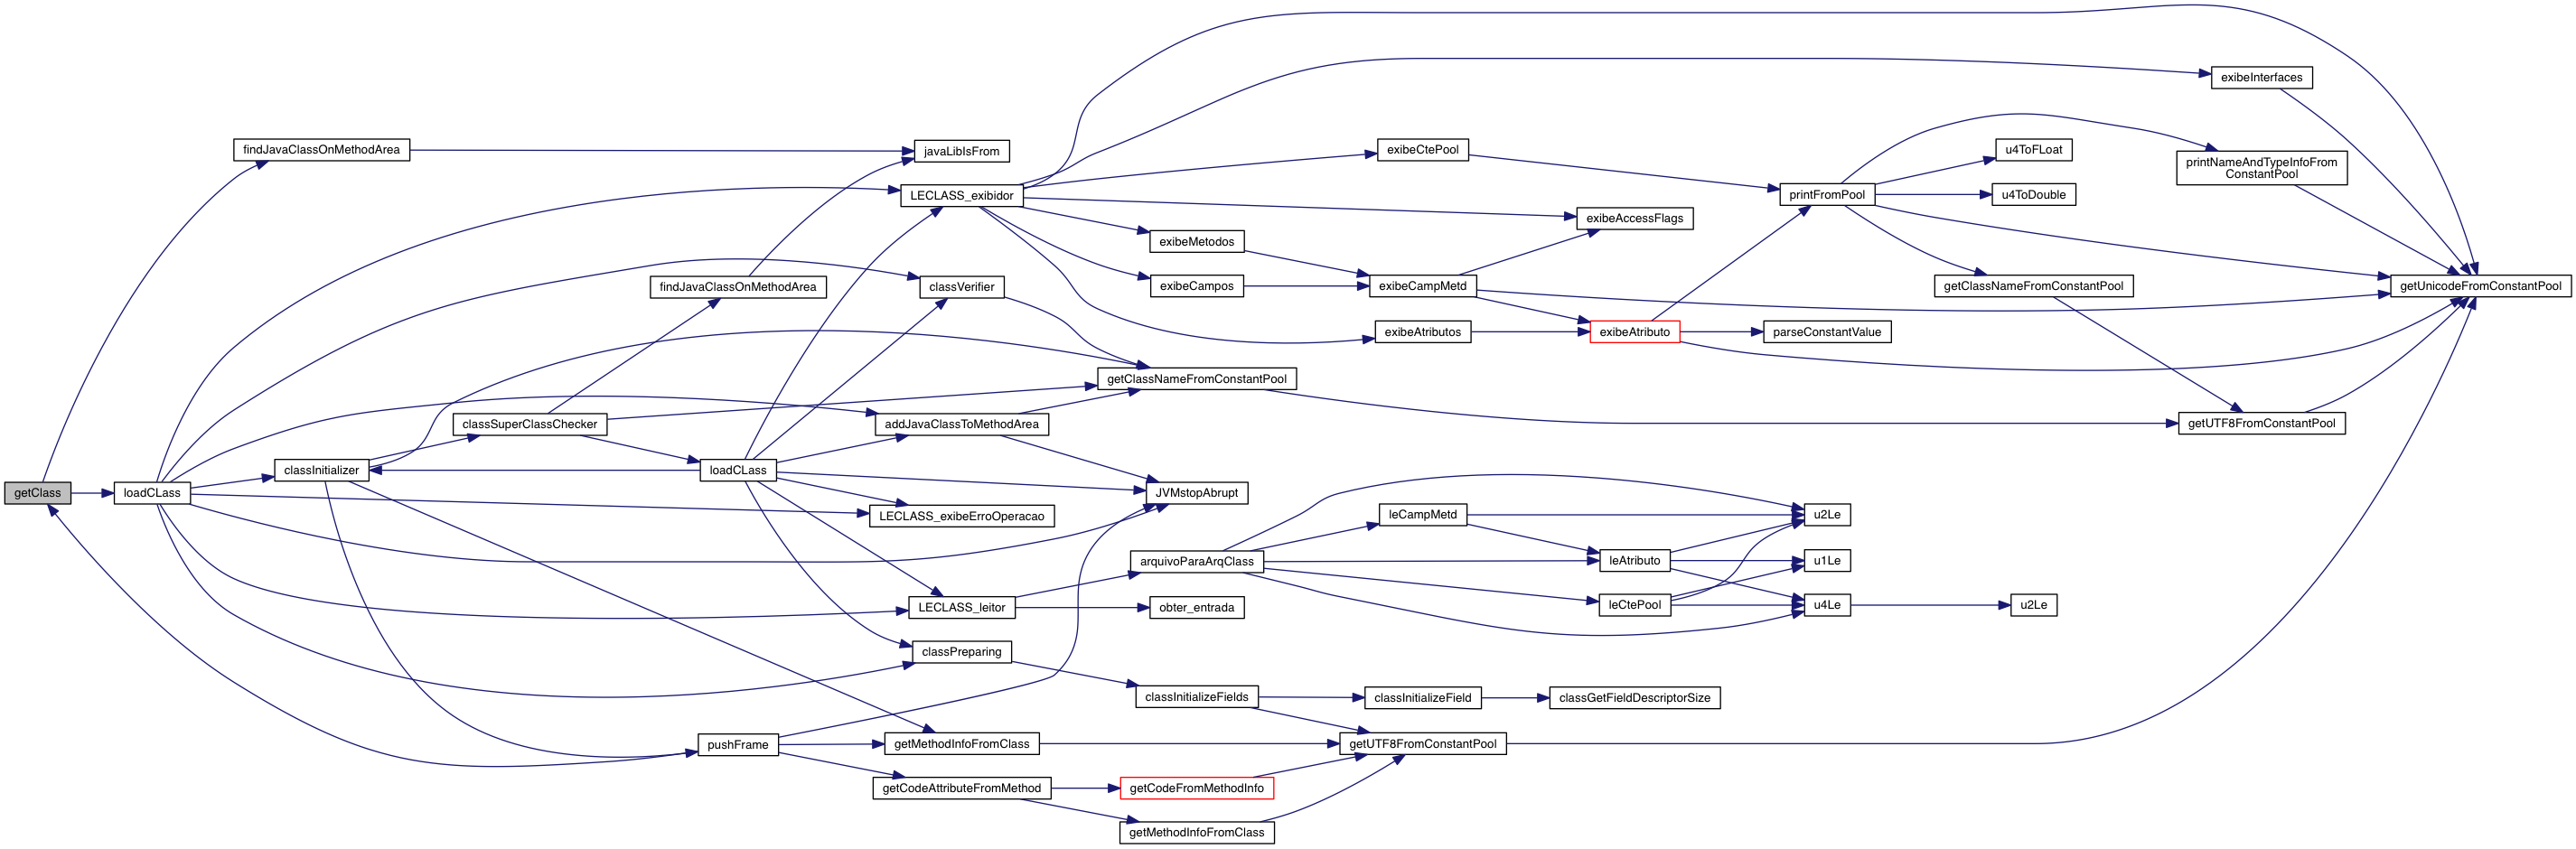 getClass
findJavaClassOnMethodArea
loadCLass
classInitializer
classSuperClassChecker
findJavaClassOnMethodArea
loadCLass
pushFrame
javaLibIsFrom
LECLASS_exibidor
classVerifier
addJavaClassToMethodArea
LECLASS_exibeErroOperacao
LECLASS_leitor
classPreparing
getMethodInfoFromClass
getCodeAttributeFromMethod
exibeMetodos
exibeCampos
getClassNameFromConstantPool
JVMstopAbrupt
arquivoParaArqClass
obter_entrada
classInitializeFields
getCodeFromMethodInfo
getMethodInfoFromClass
exibeCtePool
exibeCampMetd
exibeAtributos
leCampMetd
classInitializeField
getUTF8FromConstantPool
exibeAccessFlags
exibeAtributo
leAtributo
leCtePool
classGetFieldDescriptorSize
printFromPool
parseConstantValue
u2Le
u1Le
u4Le
u4ToFLoat
u4ToDouble
getClassNameFromConstantPool
u2Le
exibeInterfaces
printNameAndTypeInfoFrom
ConstantPool
getUTF8FromConstantPool
getUnicodeFromConstantPool